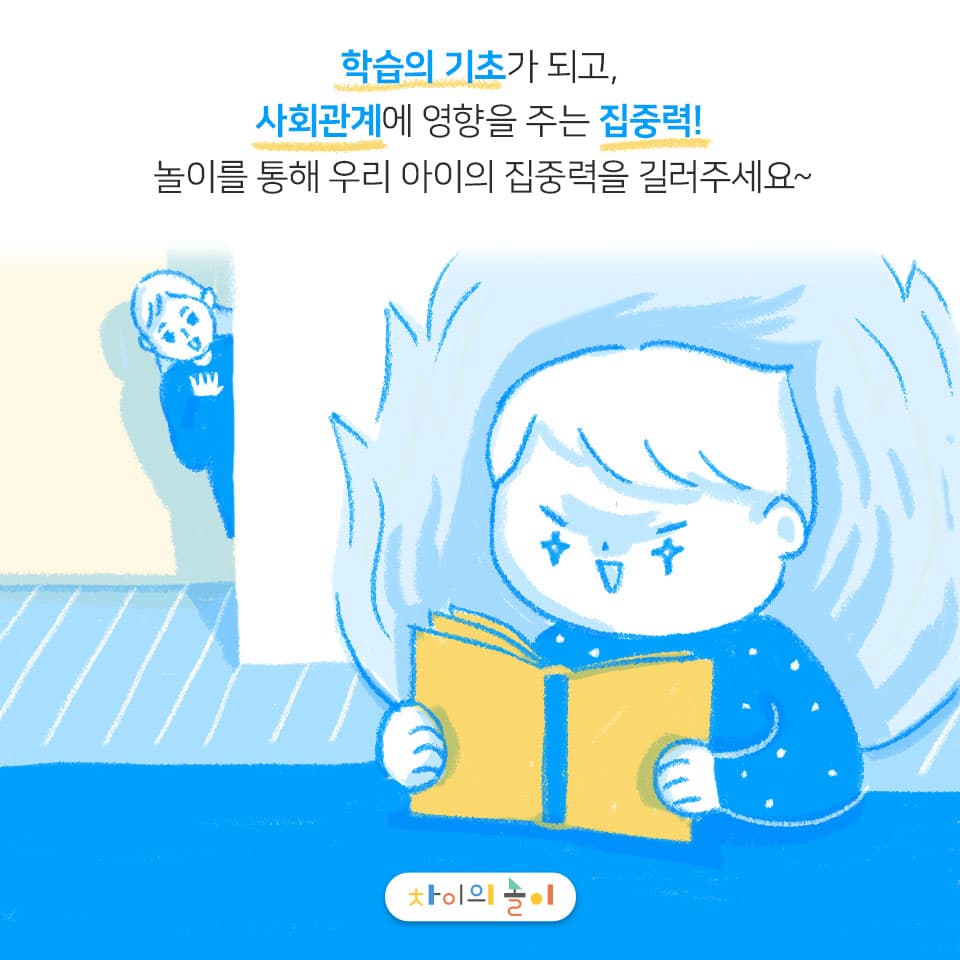 학습의 기초가 되고,
사회관계에 영향을 주는 집중력!
놀이를 통해 우리 아이의 집중력을 길러주세요~
차이의 놀이